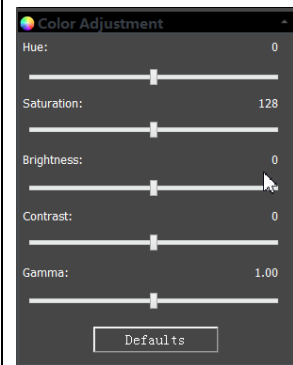 Color Adjustment
Hue: 0
Saturation: 128
Brightness: 0
Contrast: 0
Gamma: 1.00
Defaults